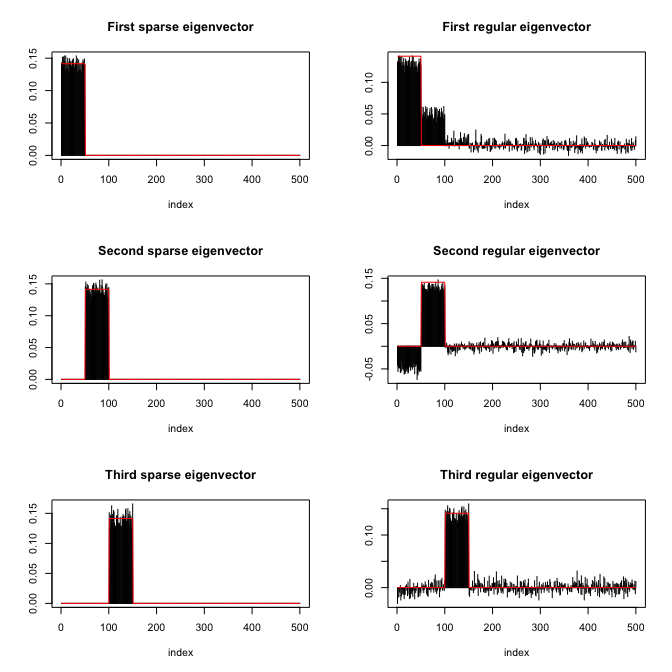 First sparse eigenvector
0.00 0.05 0.10 0.15
0 100 200 300 400 500
index
First regular eigenvector
0.00 0.05 0.10
0 100 200 300 400 500
index
Second sparse eigenvector
0.00 0.05 0.10 0.15
0 100 200 300 400 500
index
Second regular eigenvector
-0.05 0.05 0.15
0 100 200 300 400 500
index
Third sparse eigenvector
0.00 0.05 0.10 0.15
0 100 200 300 400 500
index
Third regular eigenvector
0.00 0.10
0 100 200 300 400 500
index